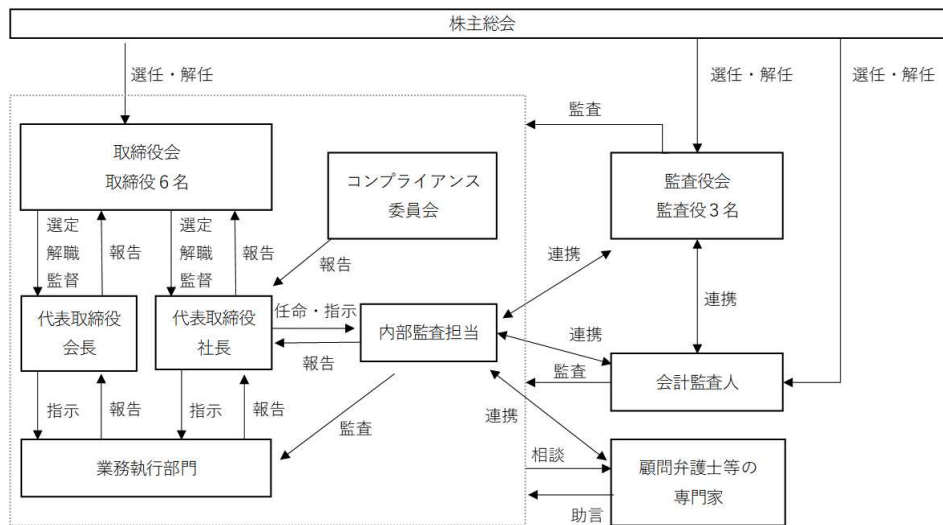 株主総会
選任・解任
選任・解任
選任・解任
監査
取締役会
取締役６名
コンプライアンス
委員会
監査役会
監査役３名
選定
解職
監督
報告
選定
解職
監督
報告
報告
連携
連携
代表取締役
会長
代表取締役
社長
任命・指示
報告
内部監査担当
連携
監査
会計監査人
指示
報告
指示
報告
監査
連携
業務執行部門
相談
助言
顧問弁護士等の
専門家